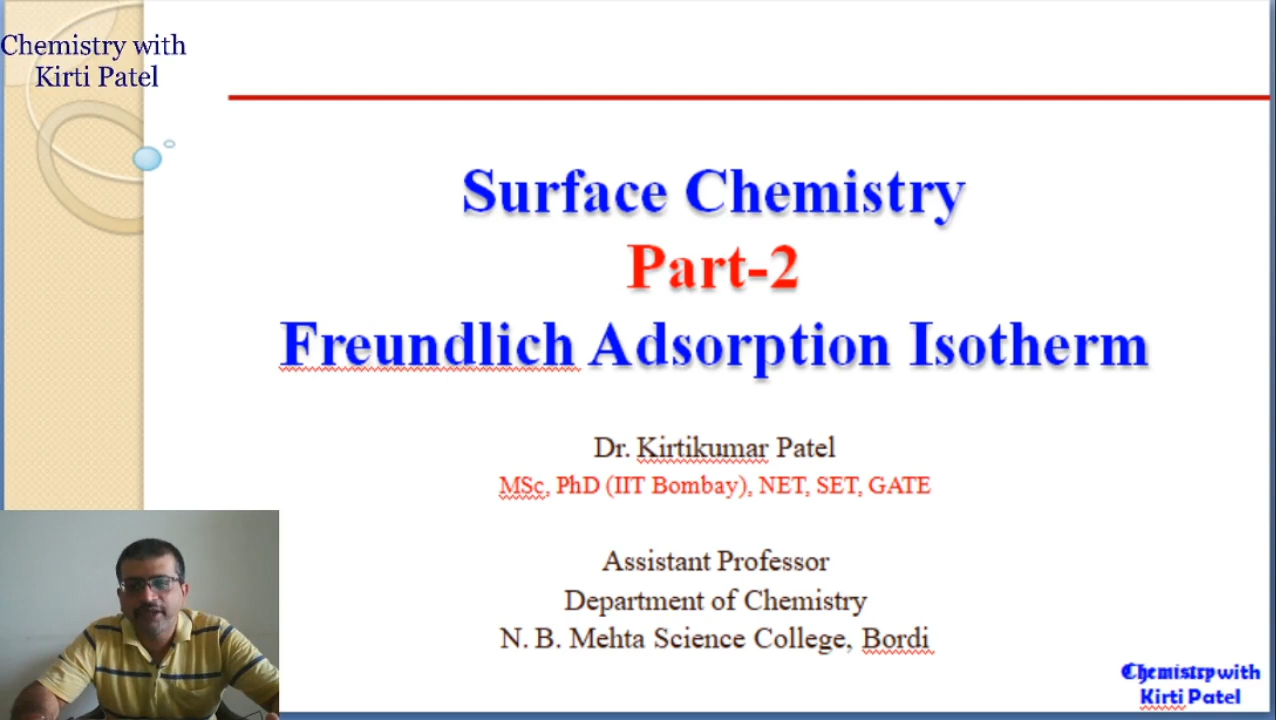 Chemistry with
Kirti Patel
Surface Chemistry
Part-2
Freundlich Adsorption Isotherm
Dr. Kirtikumar Patel
MSc, PhD (IIT Bombay), NET, SET, GATE
Assistant Professor
Department of Chemistry
N. B. Mehta Science College, Bordi
Chemistry with
Kirti Patel